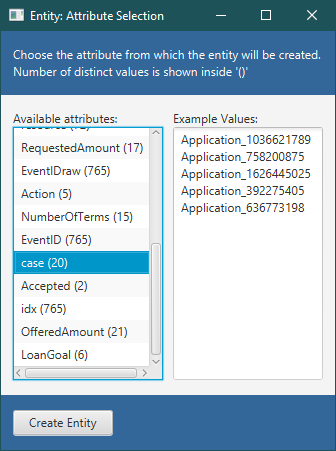 Entity: Attribute Selection
Choose the attribute from which the entity will be created.
Number of distinct values is shown inside '()'
Available attributes:
RequestedAmount (17)
EventIDraw (765)
Action (5)
NumberOfTerms (15)
EventID (765)
case (20)
Accepted (2)
idx (765)
OfferedAmount (21)
LoanGoal (6)
Example Values:
Application_1036621789
Application_758200875
Application_1626445025
Application_392275405
Application_636773198
Create Entity